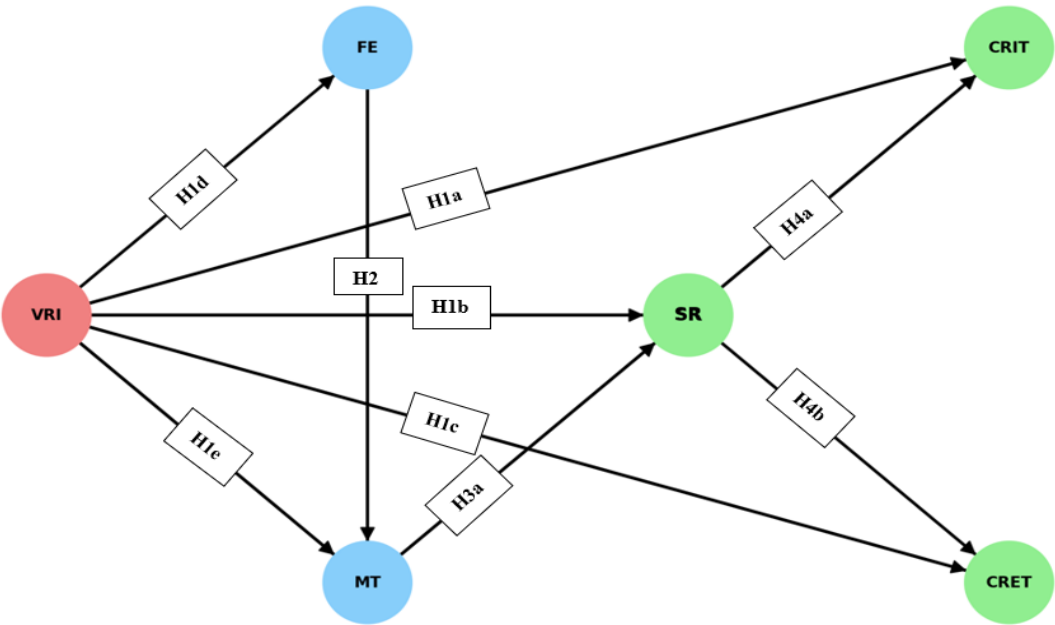 FE
CRIT
H1d
H1a
H4a
H2
H1b
VRI
SR
H1c
H4b
H1e
H3a
MT
CRET